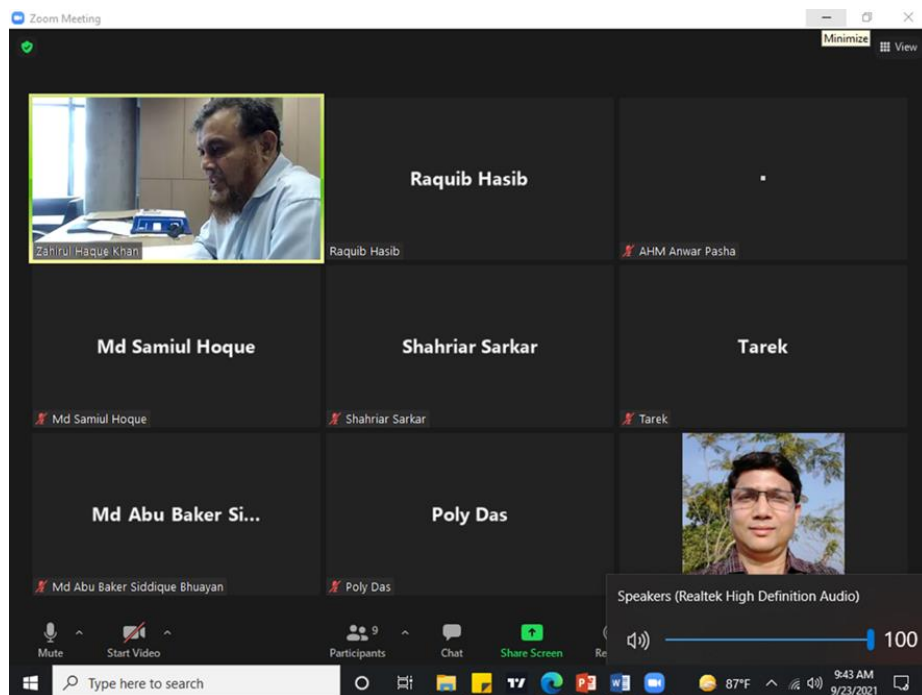 Zoom Meeting
Minimize
View
Zahirul Haque Khan
Raquib Hasib
Raquib Hasib
AHM Anwar Pasha
Md Samiul Hoque
Md Samiul Hoque
Shahriar Sarkar
Shahriar Sarkar
Tarek
Tarek
Md Abu Baker Si...
Md Abu Baker Siddique Bhuayan
Poly Das
Poly Das
Speakers (Realtek High Definition Audio)
100
Mute
Start Video
9
Participants
Chat
Share Screen
Re
Type here to search
87°F
9:43 AM
9/23/2021